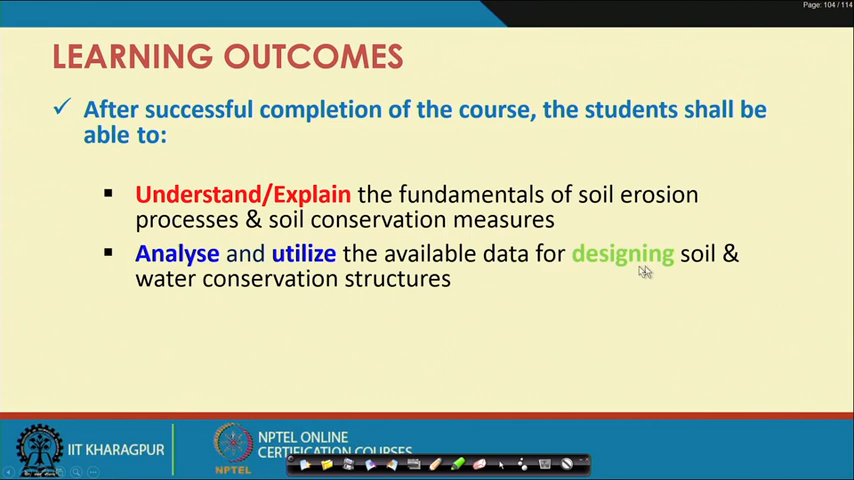 Page: 104 / 114
LEARNING OUTCOMES
✓ After successful completion of the course, the students shall be
able to:
▪ Understand/Explain the fundamentals of soil erosion
processes & soil conservation measures
▪ Analyse and utilize the available data for designing soil &
water conservation structures
IIT KHARAGPUR
NPTEL
NPTEL ONLINE
CERTIFICATION COURSES